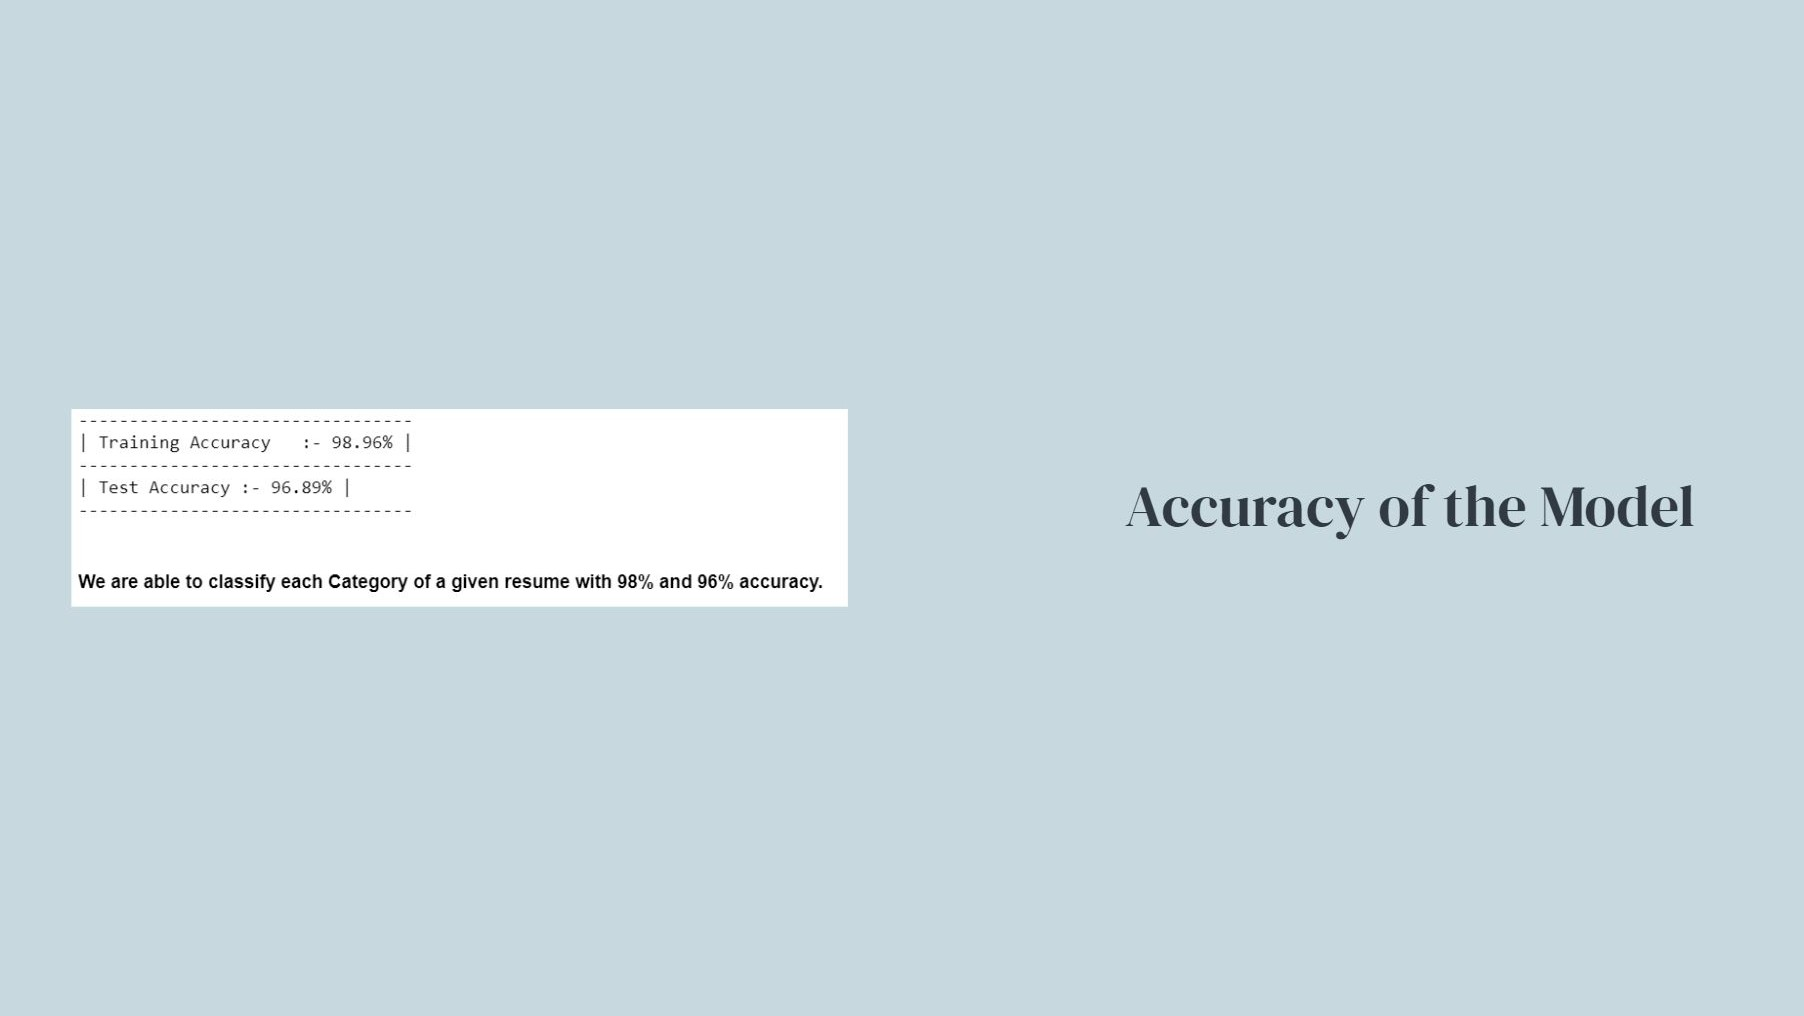 ---------------------------------
| Training Accuracy   :- 98.96% |
---------------------------------
| Test Accuracy :- 96.89% |
---------------------------------
We are able to classify each Category of a given resume with 98% and 96% accuracy.
Accuracy of the Model